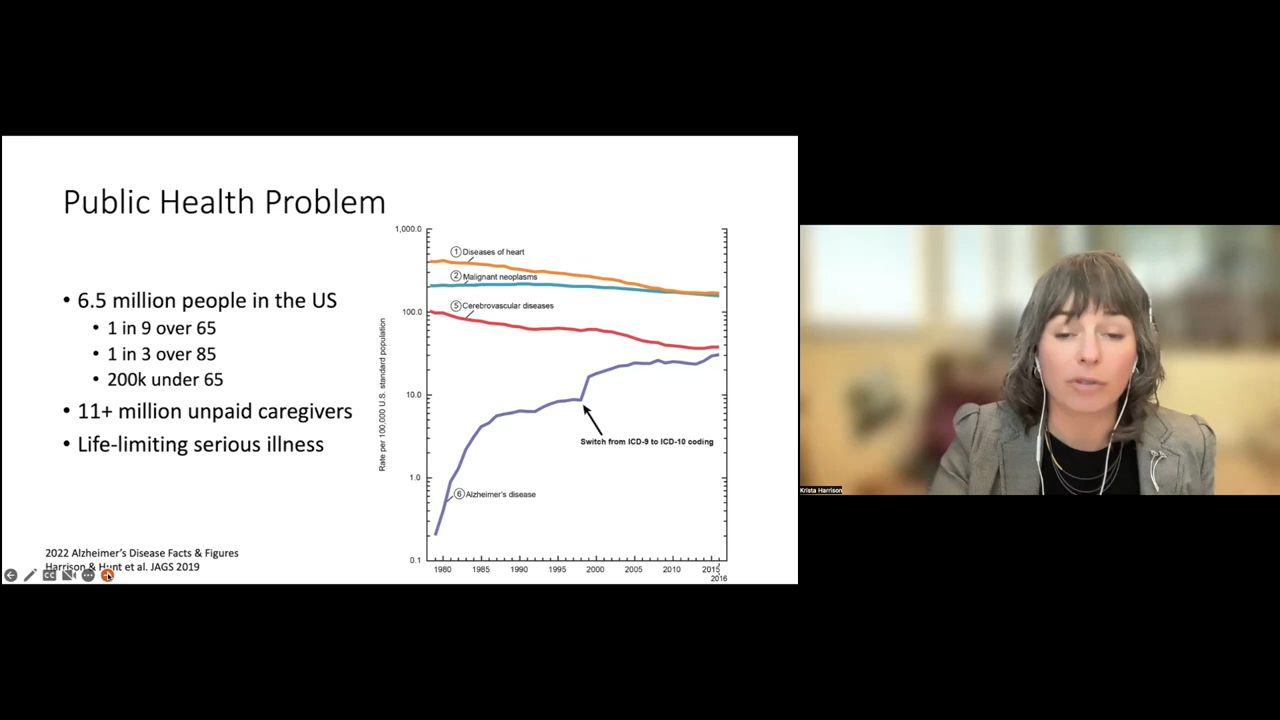 Public Health Problem
• 6.5 million people in the US
• 1 in 9 over 65
• 1 in 3 over 85
• 200k under 65
• 11+ million unpaid caregivers
• Life-limiting serious illness
2022 Alzheimer's Disease Facts & Figures
Harrison & Hunt et al. JAGS 2019
Rate per 100,000 U.S. standard population
1,000.0
100.0
10.0
1.0
0.1
① Diseases of heart
② Malignant neoplasms
⑤ Cerebrovascular diseases
Switch from ICD-9 to ICD-10 coding
⑥ Alzheimer's disease
1980 1985 1990 1995 2000 2005 2010 2015
2016
CC
Krista Harrison